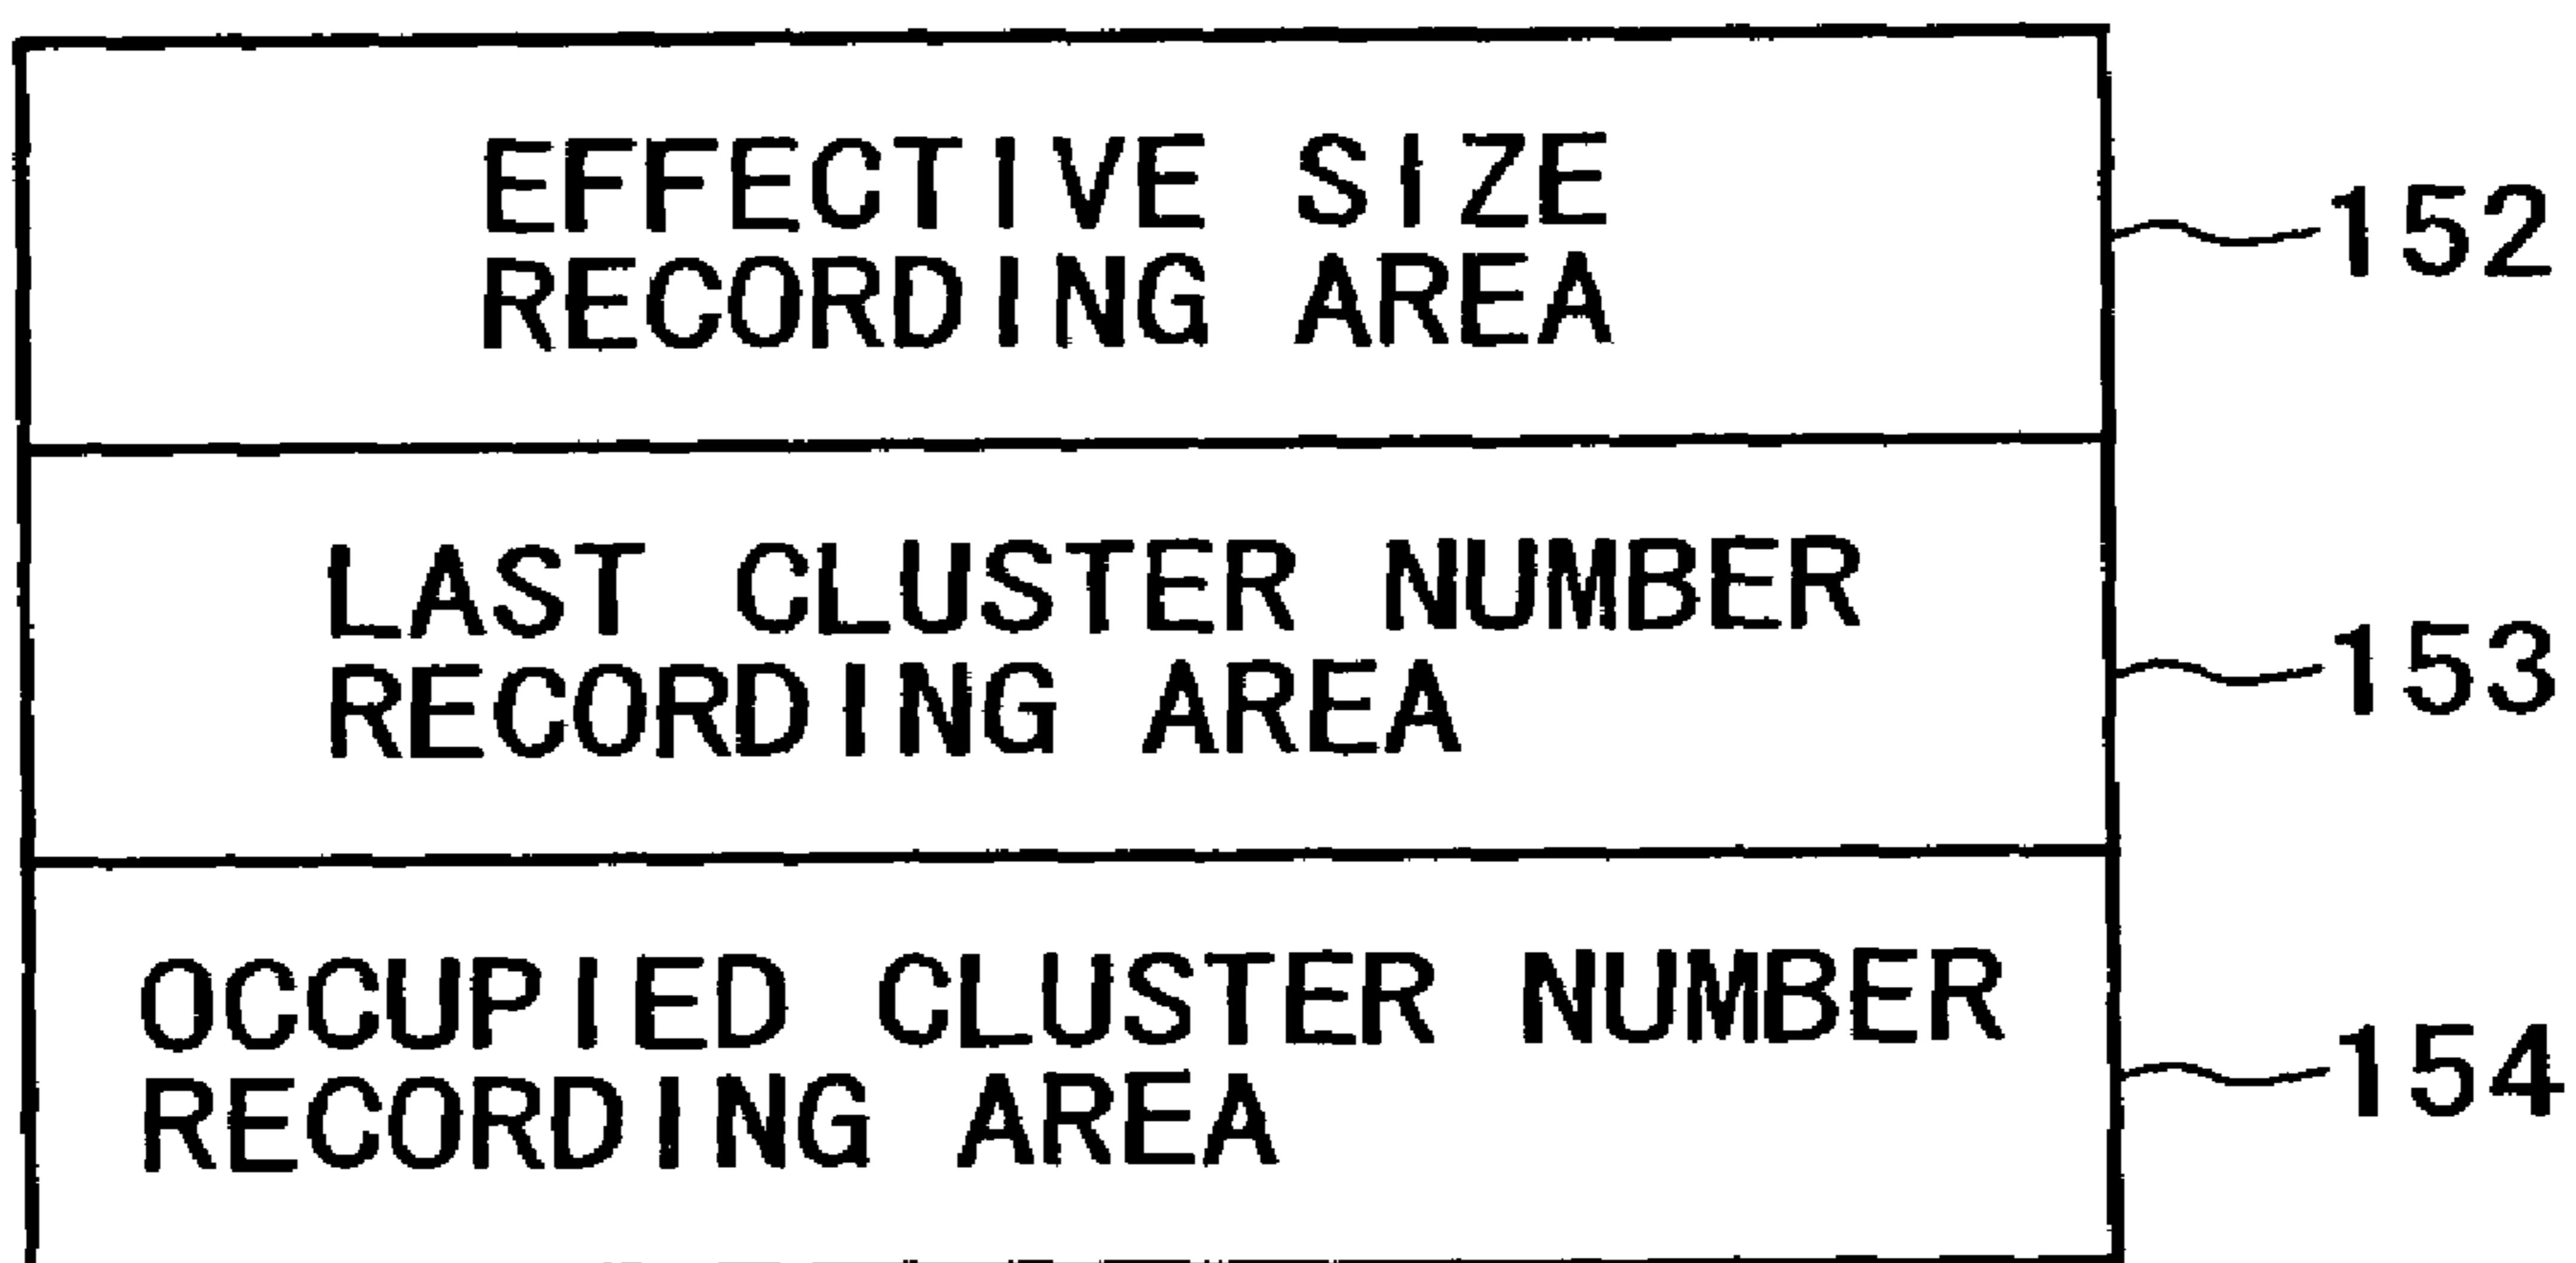 EFFECTIVE SIZE
RECORDING AREA
152
LAST CLUSTER NUMBER
RECORDING AREA
153
OCCUPIED CLUSTER NUMBER
RECORDING AREA
154